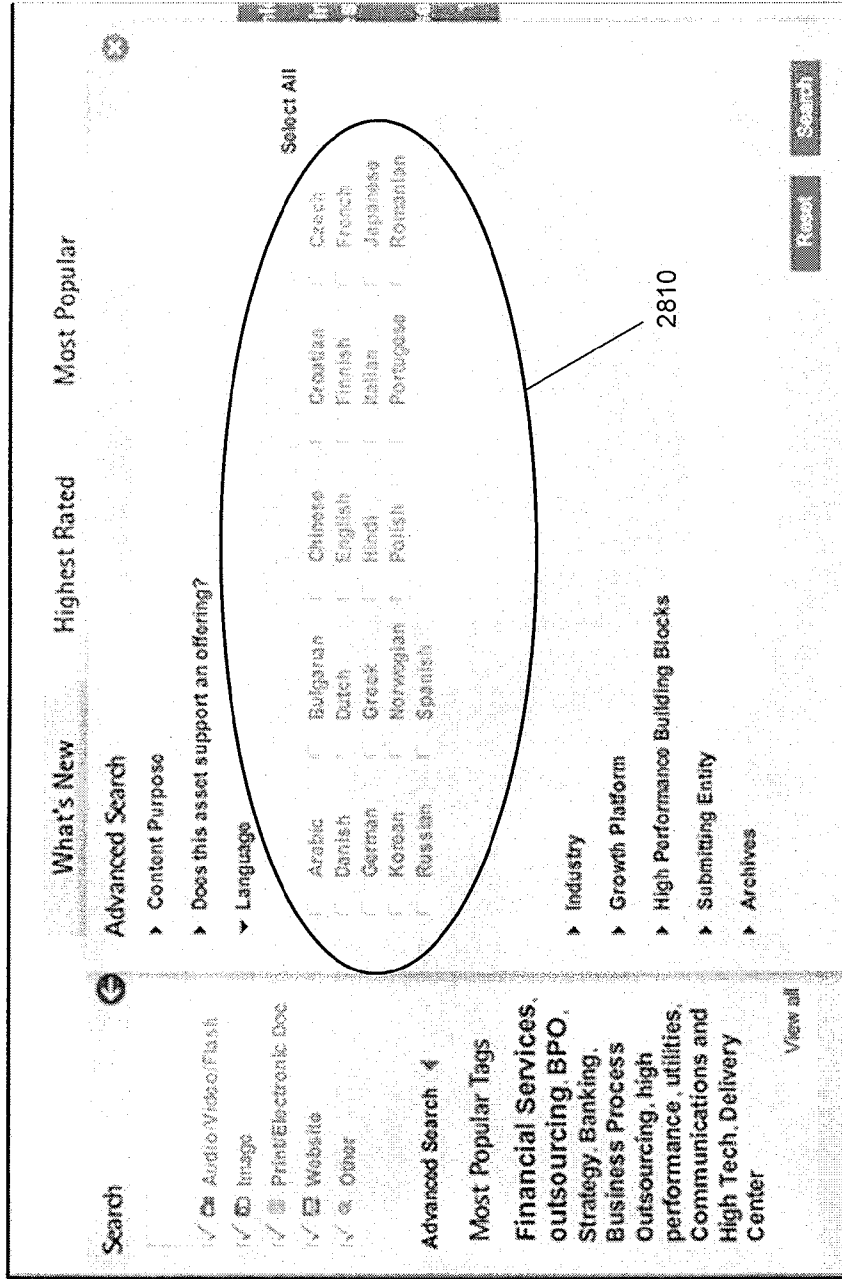 What's New Highest Rated Most Popular
Search
Audio/Video/Flash
Image
Print/Electronic Doc
Website
Other
Advanced Search
Most Popular Tags
Financial Services,
outsourcing, BPO,
Strategy, Banking,
Business Process
Outsourcing, high
performance, utilities,
Communications and
High Tech, Delivery
Center
View all
Advanced Search
Content Purpose
Does this asset support an offering?
Language
Select All
Arabic Bulgarian Chinese Croatian Czech
Danish Dutch English Finnish French
German Greek Hindi Italian Japanese
Korean Norwegian Polish Portugese Romanian
Russian Spanish
Industry
Growth Platform
High Performance Building Blocks
Submitting Entity
Archives
Reset Search
2810